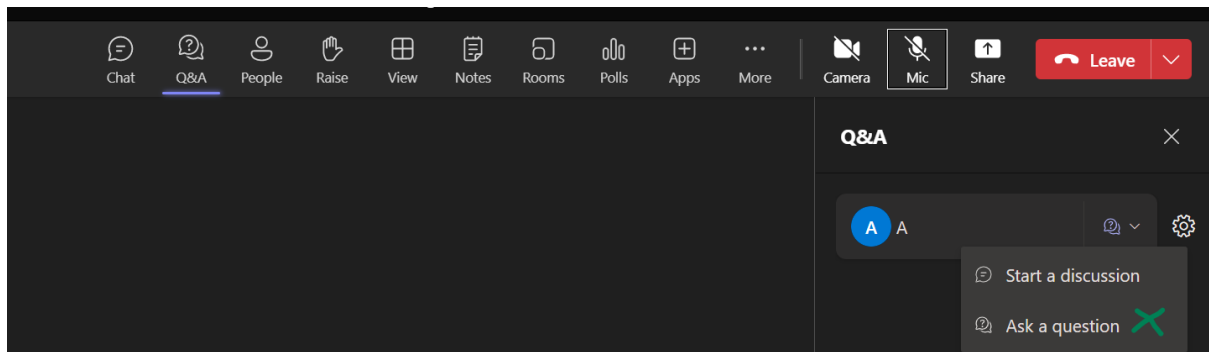 Chat Q&A People Raise View Notes Rooms Polls Apps More Camera Mic Share Leave
Q&A
A A
Start a discussion
Ask a question